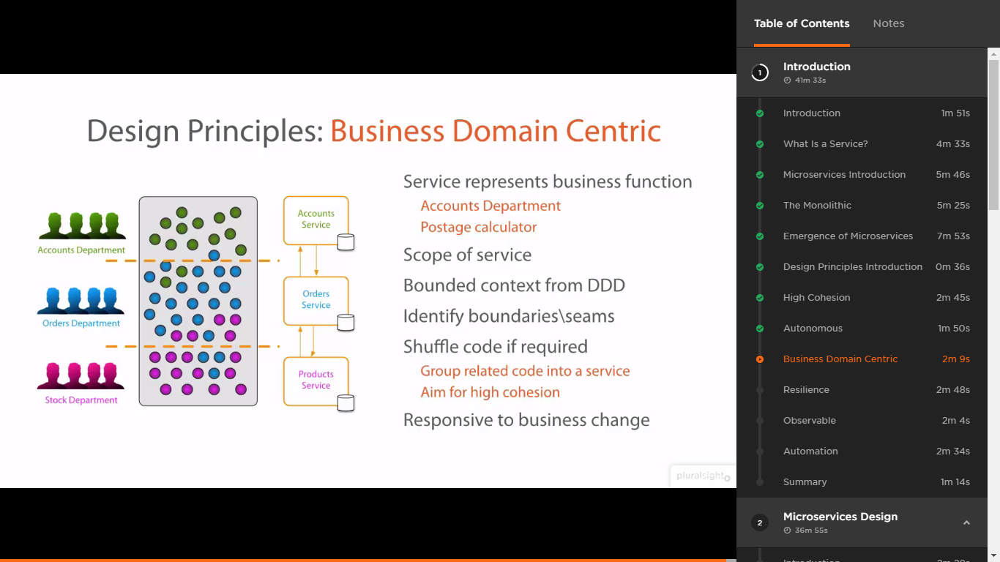 Design Principles: Business Domain Centric
Accounts Department
Orders Department
Stock Department
Accounts
Service
Orders
Service
Products
Service
Service represents business function
Accounts Department
Postage calculator
Scope of service
Bounded context from DDD
Identify boundaries\seams
Shuffle code if required
Group related code into a service
Aim for high cohesion
Responsive to business change
pluralsight
Table of Contents
Notes
1
Introduction
41m 33s
Introduction 1m 51s
What Is a Service? 4m 33s
Microservices Introduction 5m 46s
The Monolithic 5m 25s
Emergence of Microservices 7m 53s
Design Principles Introduction 0m 36s
High Cohesion 2m 45s
Autonomous 1m 50s
Business Domain Centric 2m 9s
Resilience 2m 48s
Observable 2m 4s
Automation 2m 34s
Summary 1m 14s
2
Microservices Design
36m 55s
Introduction